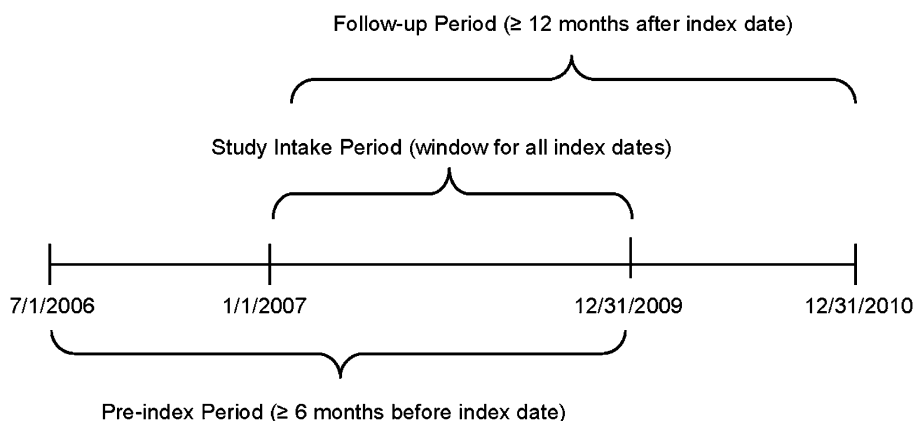 Follow-up Period (≥ 12 months after index date)
Study Intake Period (window for all index dates)
7/1/2006 1/1/2007 12/31/2009 12/31/2010
Pre-index Period (≥ 6 months before index date)